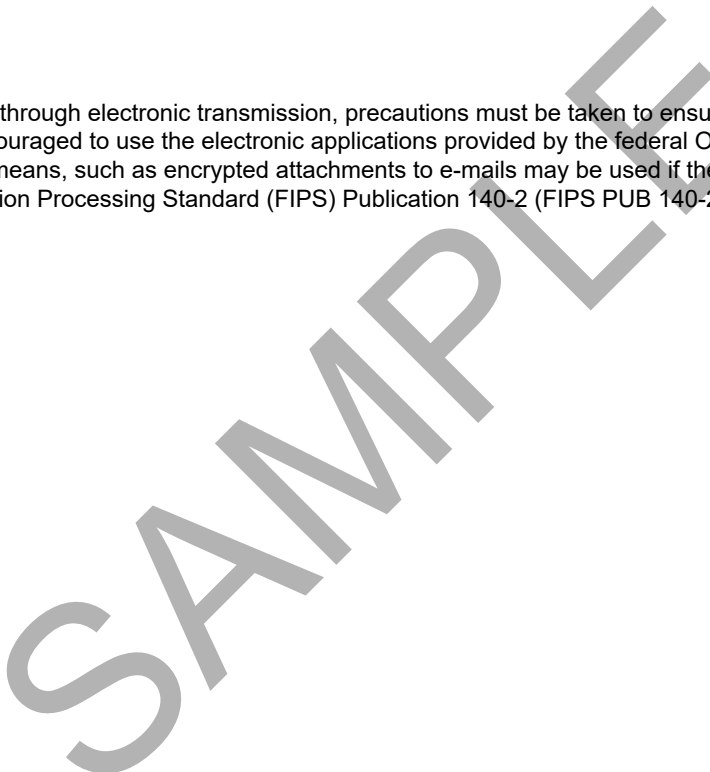 through electronic transmission, precautions must be taken to ensu
ouraged to use the electronic applications provided by the federal O
means, such as encrypted attachments to e-mails may be used if the
ion Processing Standard (FIPS) Publication 140-2 (FIPS PUB 140-2
SAMPLE